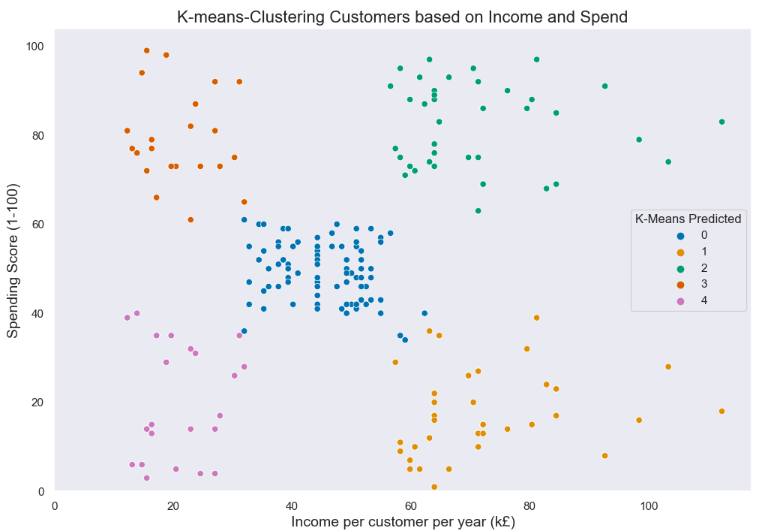 K-means-Clustering Customers based on Income and Spend
100
80
60
40
20
0
Spending Score (1-100)
K-Means Predicted
0
1
2
3
4
0 20 40 60 80 100
Income per customer per year (k£)